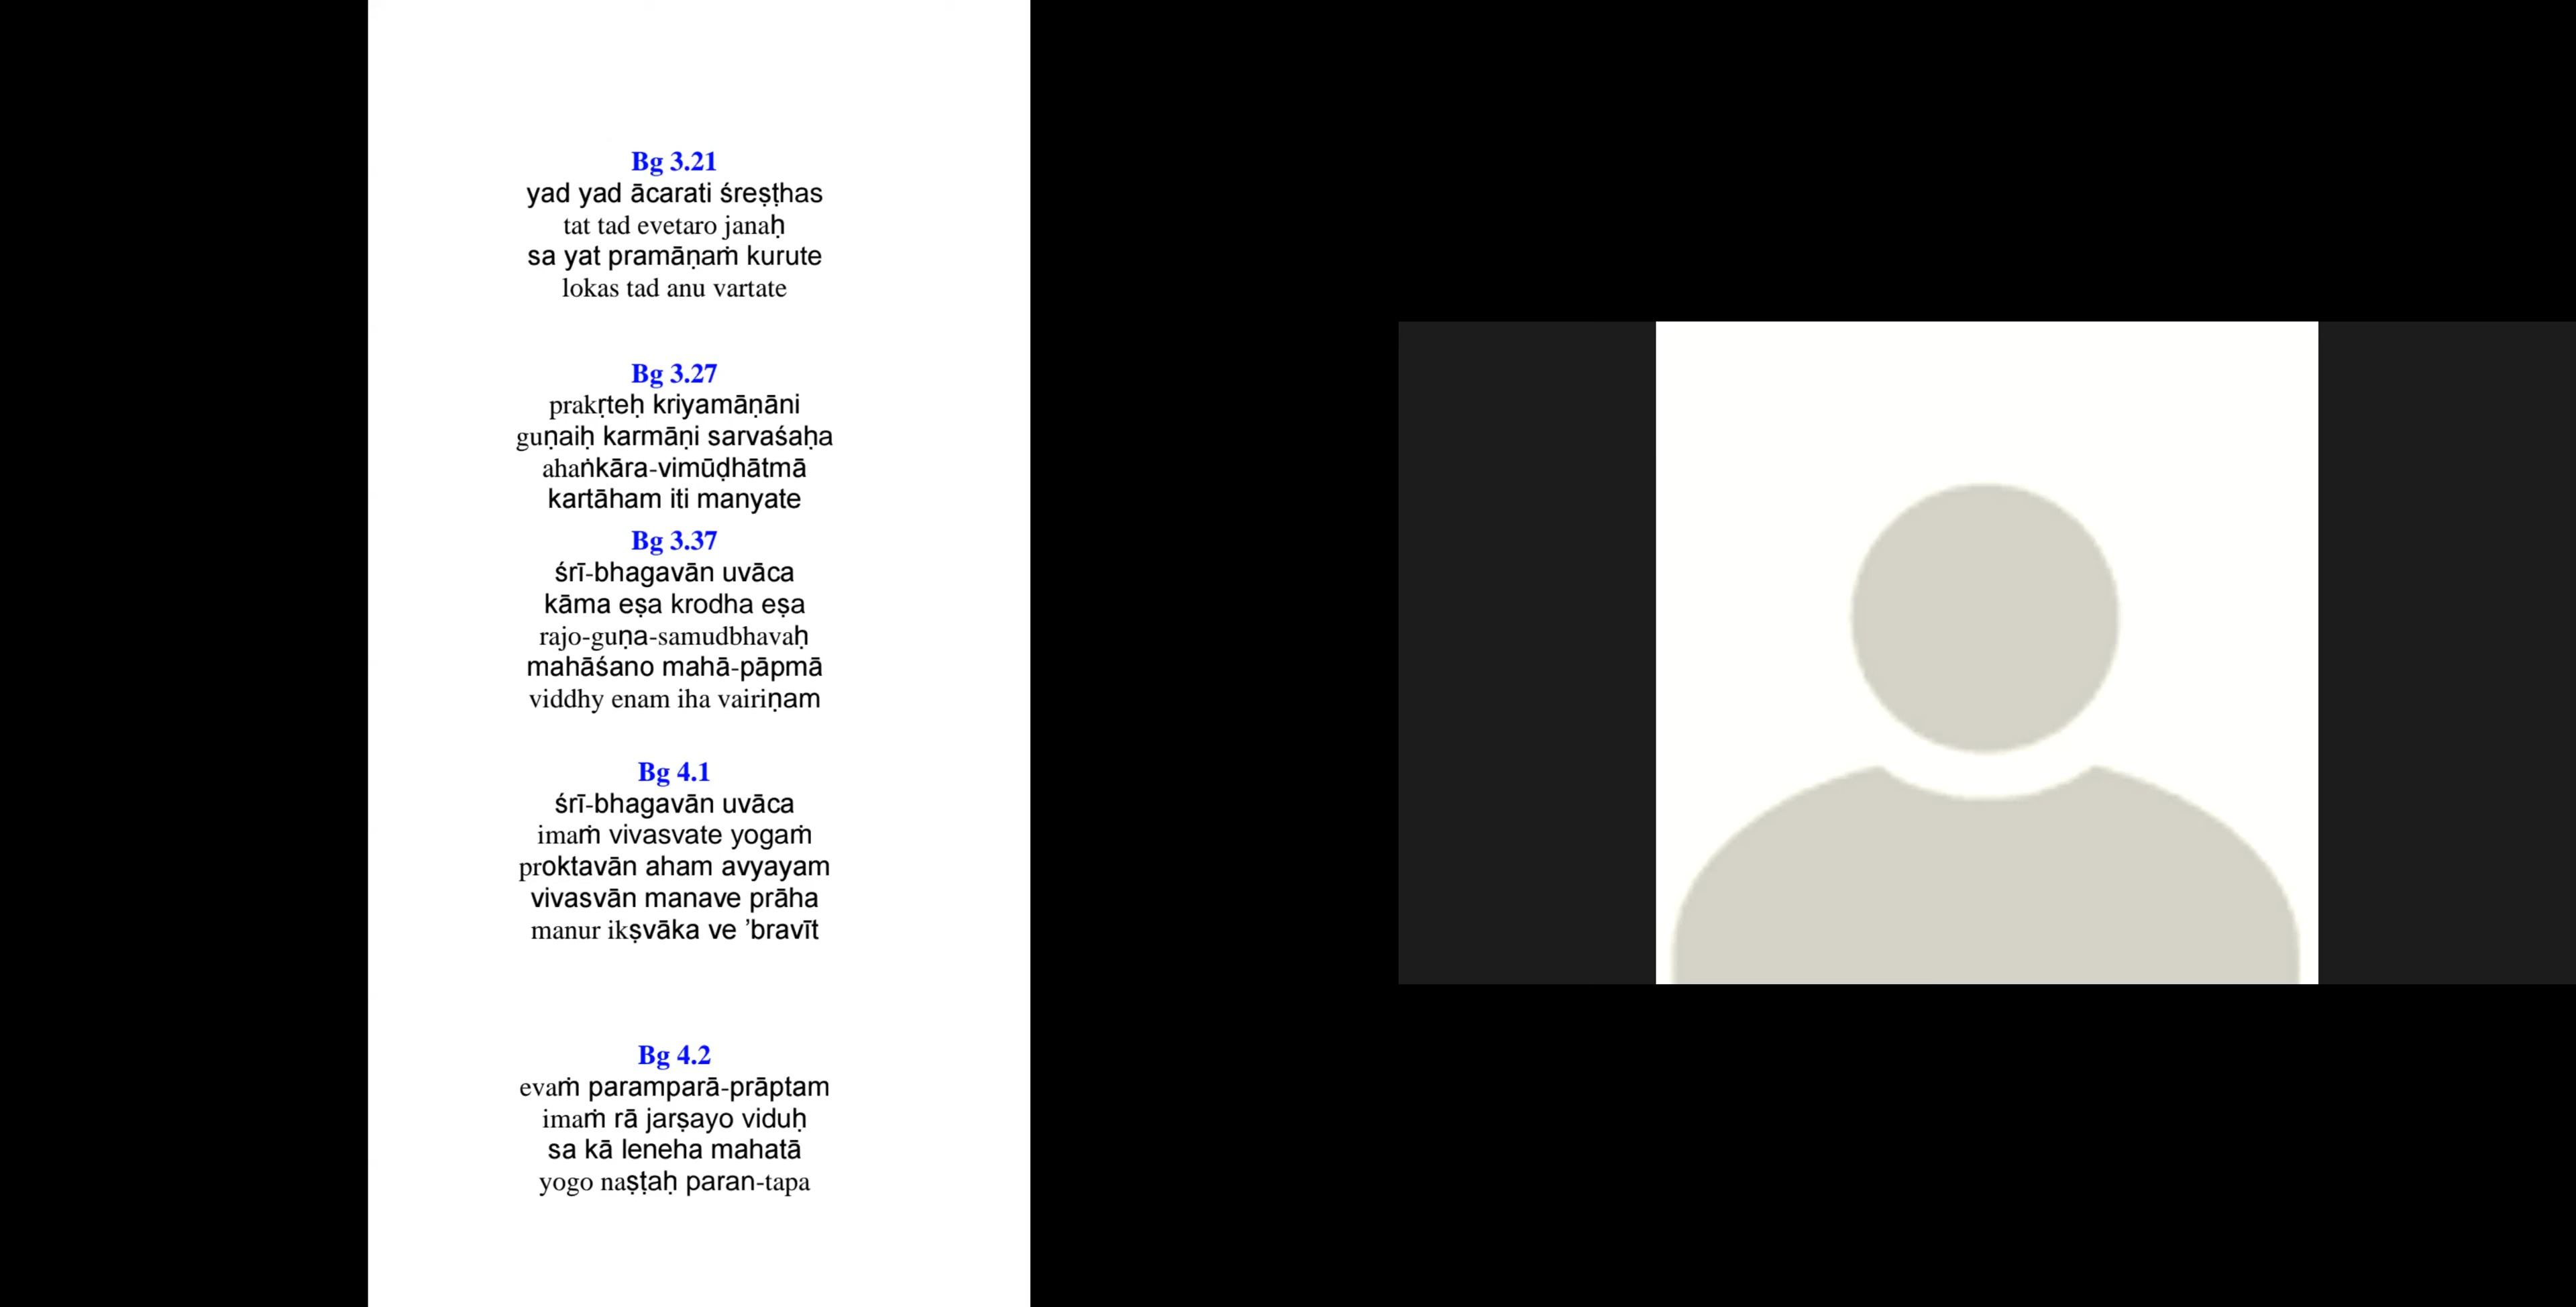 Bg 3.21
yad yad ācarati śreṣṭhas
tat tad evetaro janaḥ
sa yat pramāṇaṁ kurute
lokas tad anu vartate
Bg 3.27
prakṛteḥ kriyamāṇāni
guṇaiḥ karmāṇi sarvaśaḥa
ahaṅkāra-vimūḍhātmā
kartāham iti manyate
Bg 3.37
śrī-bhagavān uvāca
kāma eṣa krodha eṣa
rajo-guṇa-samudbhavaḥ
mahāśano mahā-pāpmā
viddhy enam iha vairiṇam
Bg 4.1
śrī-bhagavān uvāca
imaṁ vivasvate yogaṁ
proktavān aham avyayam
vivasvān manave prāha
manur ikṣvāka ve ’bravīt
Bg 4.2
evaṁ paramparā-prāptam
imaṁ rā jarṣayo viduḥ
sa kā leneha mahatā
yogo naṣṭaḥ paran-tapa